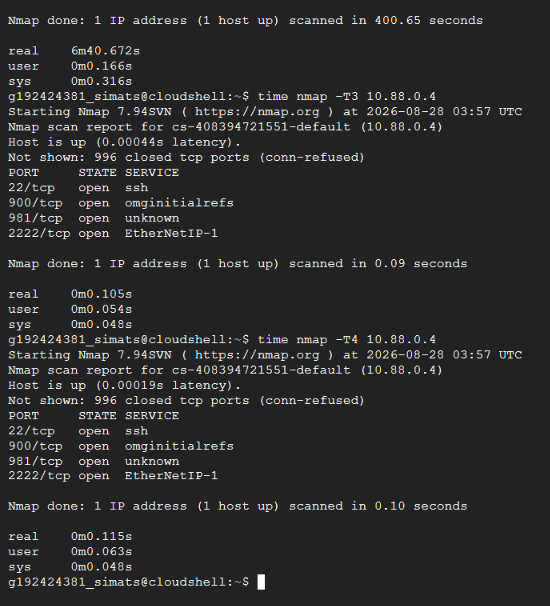 Nmap done: 1 IP address (1 host up) scanned in 400.65 seconds
real    6m40.672s
user    0m0.166s
sys     0m0.316s
g192424381_simats@cloudshell:~$ time nmap -T3 10.88.0.4
Starting Nmap 7.94SVN ( https://nmap.org ) at 2026-08-28 03:57 UTC
Nmap scan report for cs-408394721551-default (10.88.0.4)
Host is up (0.00044s latency).
Not shown: 996 closed tcp ports (conn-refused)
PORT     STATE SERVICE
22/tcp   open  ssh
900/tcp  open  omginitialrefs
981/tcp  open  unknown
2222/tcp open  EtherNetIP-1
Nmap done: 1 IP address (1 host up) scanned in 0.09 seconds
real    0m0.105s
user    0m0.054s
sys     0m0.048s
g192424381_simats@cloudshell:~$ time nmap -T4 10.88.0.4
Starting Nmap 7.94SVN ( https://nmap.org ) at 2026-08-28 03:57 UTC
Nmap scan report for cs-408394721551-default (10.88.0.4)
Host is up (0.00019s latency).
Not shown: 996 closed tcp ports (conn-refused)
PORT     STATE SERVICE
22/tcp   open  ssh
900/tcp  open  omginitialrefs
981/tcp  open  unknown
2222/tcp open  EtherNetIP-1
Nmap done: 1 IP address (1 host up) scanned in 0.10 seconds
real    0m0.115s
user    0m0.063s
sys     0m0.048s
g192424381_simats@cloudshell:~$